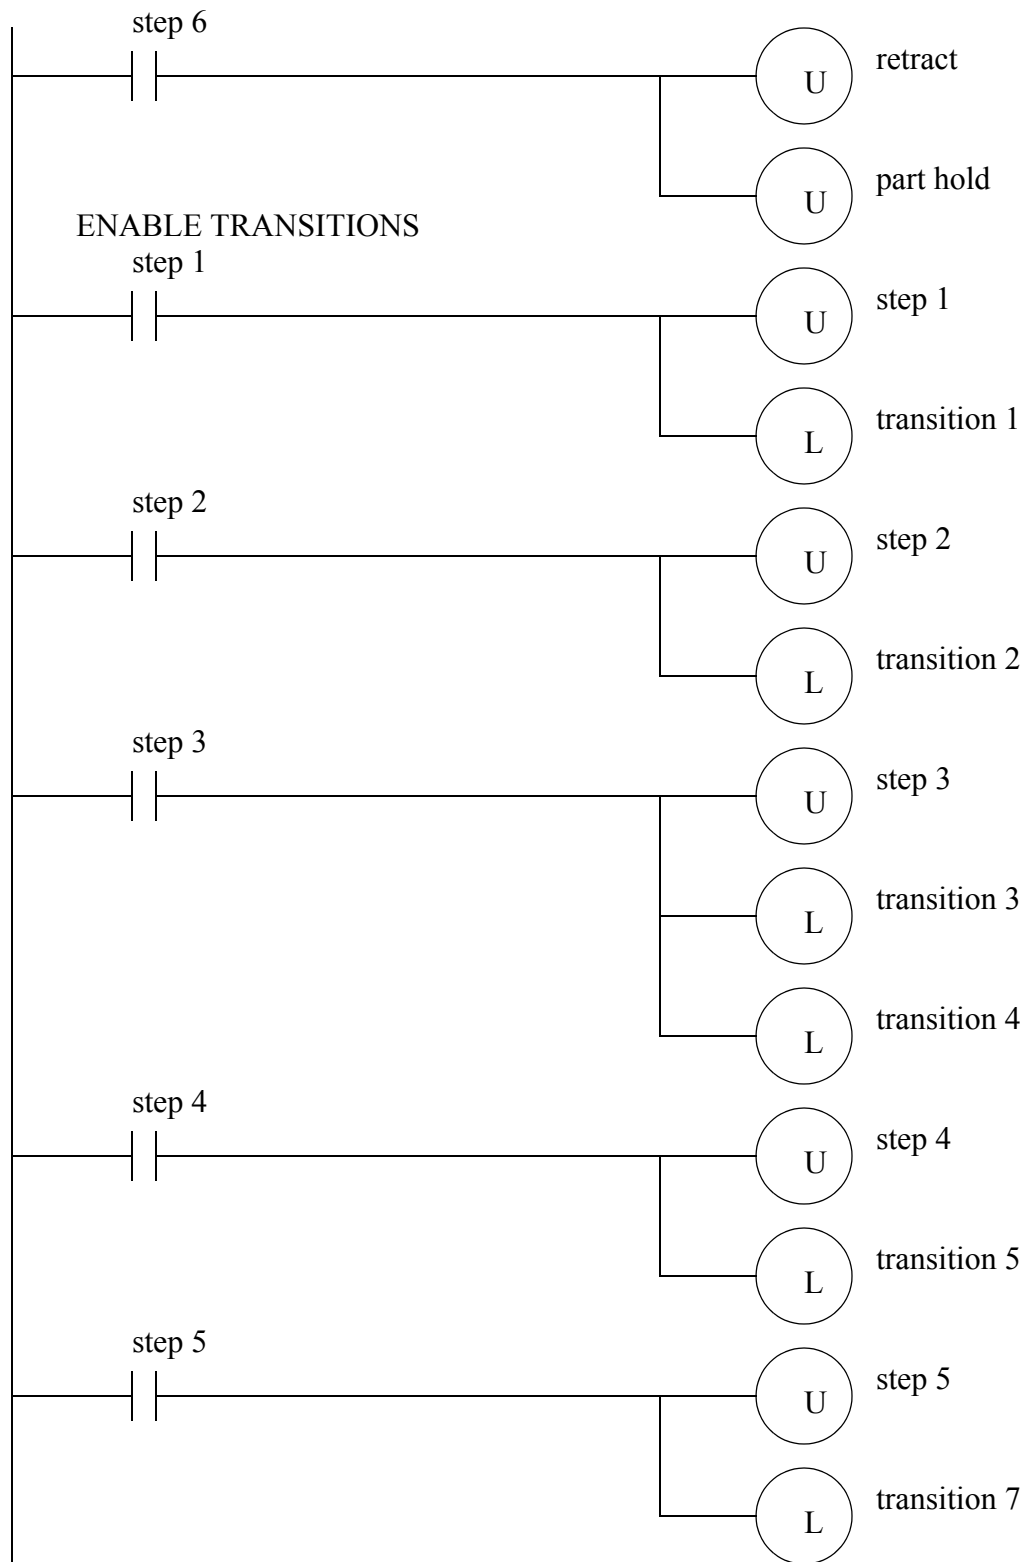 step 6
retract
U
part hold
U
ENABLE TRANSITIONS
step 1
step 1
U
transition 1
L
step 2
step 2
U
transition 2
L
step 3
step 3
U
transition 3
L
transition 4
L
step 4
step 4
U
transition 5
L
step 5
step 5
U
transition 7
L